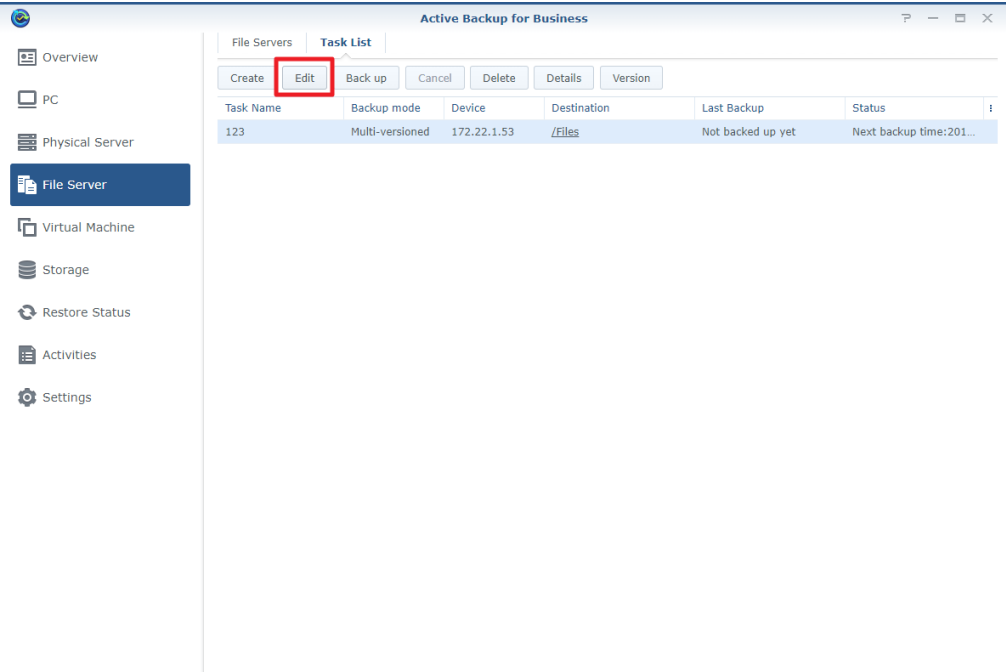 Active Backup for Business
Overview
PC
Physical Server
File Server
Virtual Machine
Storage
Restore Status
Activities
Settings
File Servers Task List
Create Edit Back up Cancel Delete Details Version
Task Name Backup mode Device Destination Last Backup Status
123 Multi-versioned 172.22.1.53 /Files Not backed up yet Next backup time:201...